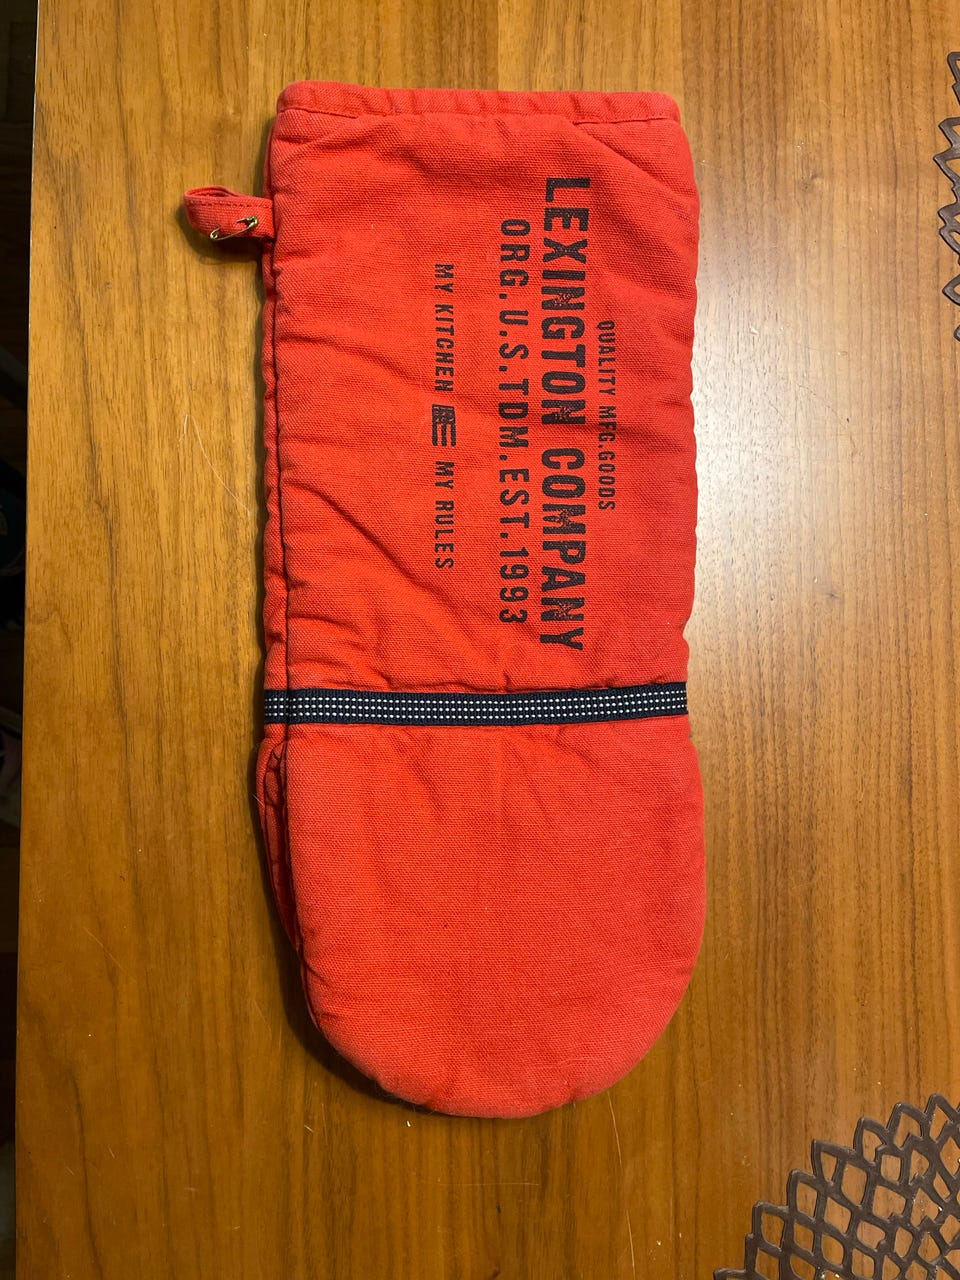 QUALITY MFG.GOODS
LEXINGTON COMPANY
ORG. U.S.TDM.EST.1993
MY KITCHEN MY RULES